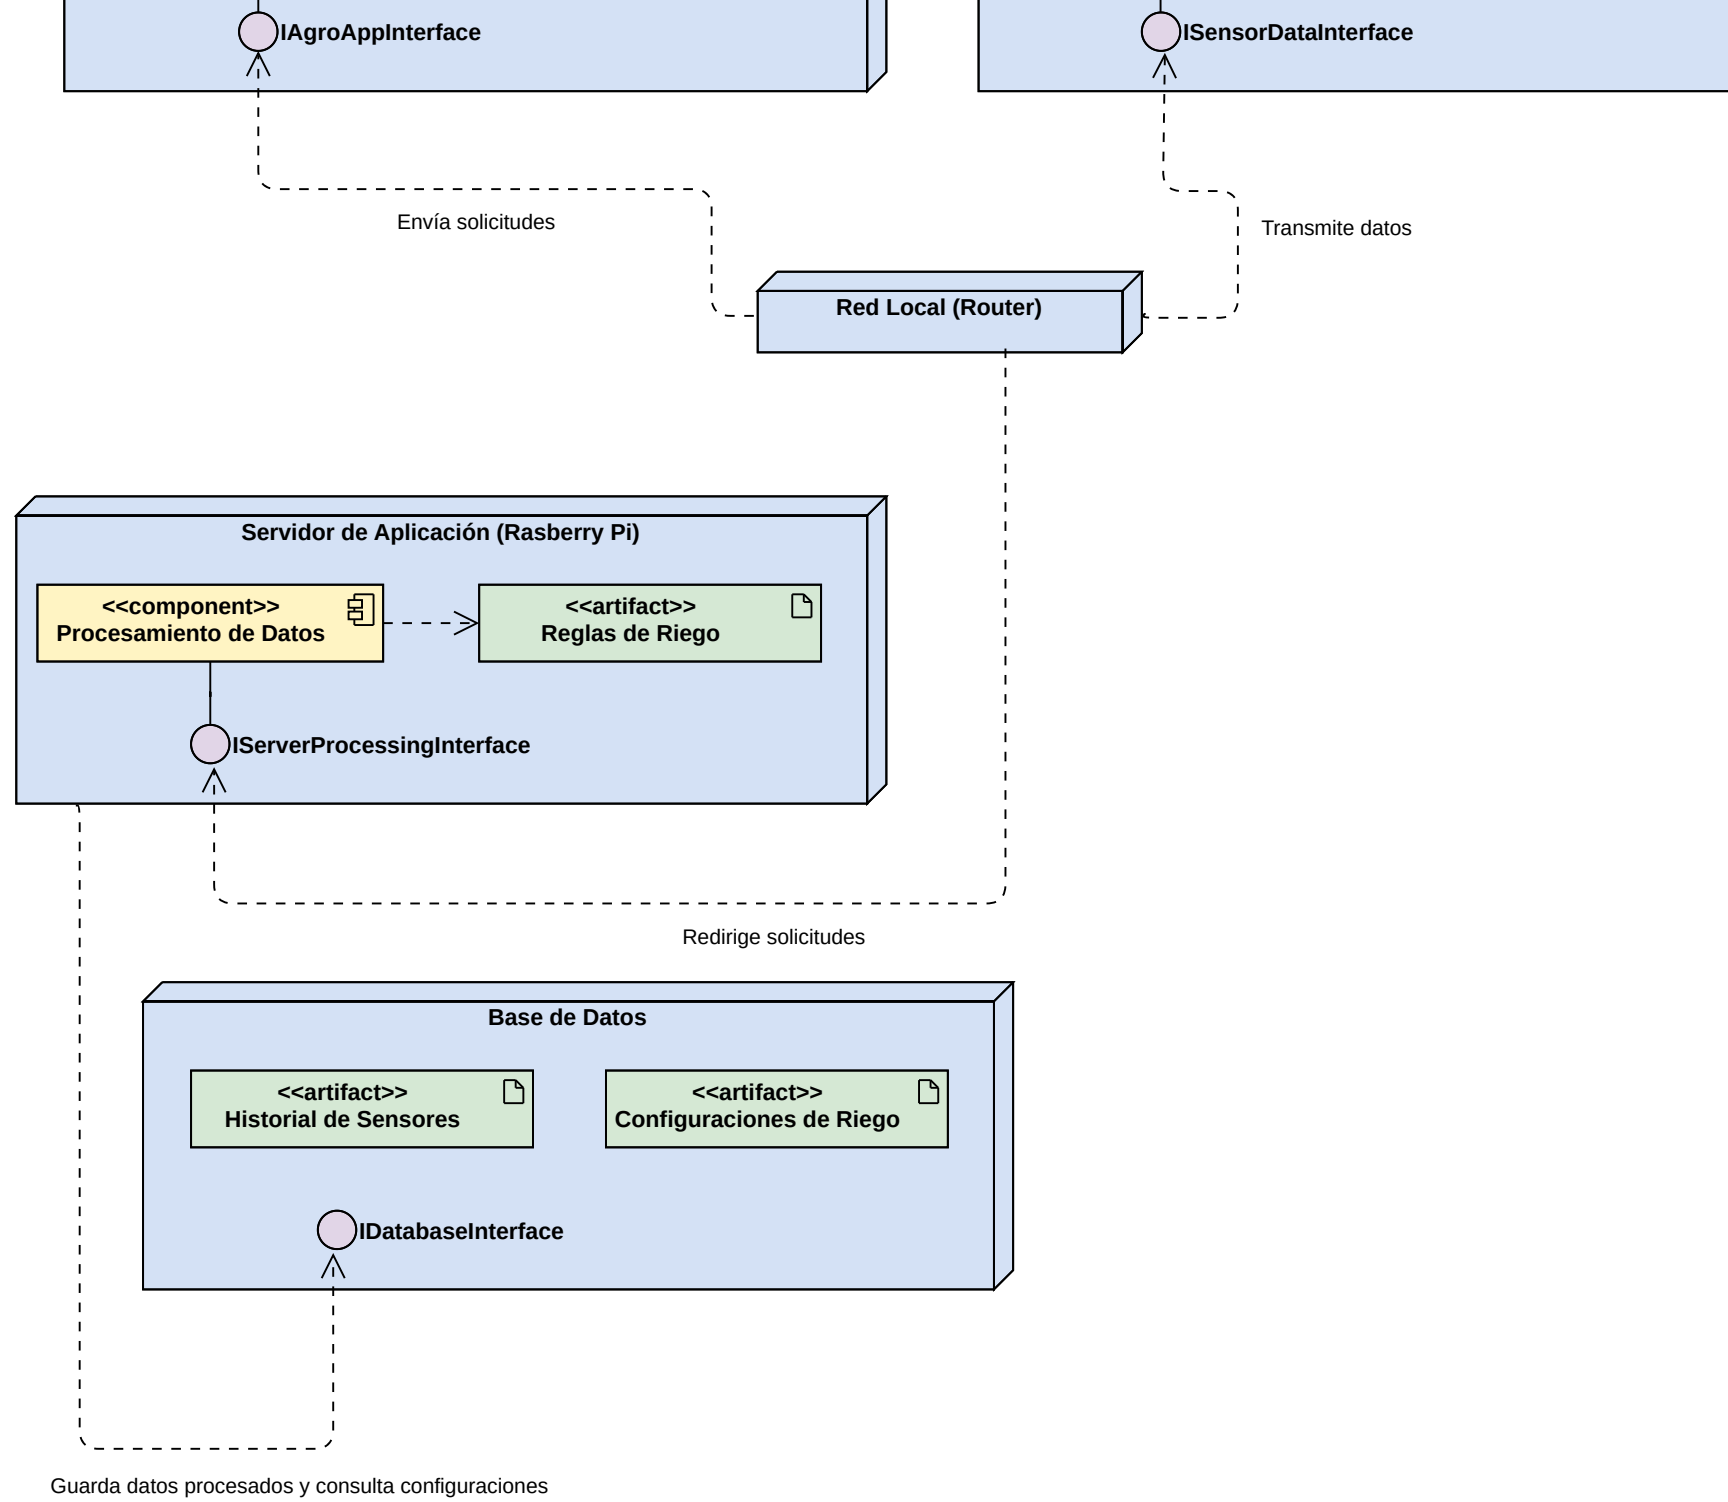 IAgroAppInterface
ISensorDataInterface
Envía solicitudes
Transmite datos
Red Local (Router)
Servidor de Aplicación (Rasberry Pi)
<<component>>
Procesamiento de Datos
<<artifact>>
Reglas de Riego
IServerProcessingInterface
Redirige solicitudes
Base de Datos
<<artifact>>
Historial de Sensores
<<artifact>>
Configuraciones de Riego
IDatabaseInterface
Guarda datos procesados y consulta configuraciones